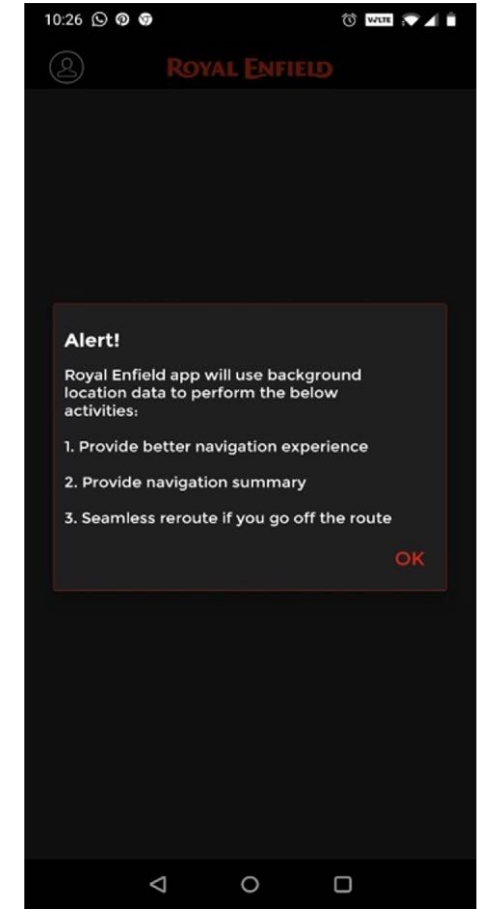 10:26
VoLTE
ROYAL ENFIELD
Alert!
Royal Enfield app will use background
location data to perform the below
activities:
1. Provide better navigation experience
2. Provide navigation summary
3. Seamless reroute if you go off the route
OK